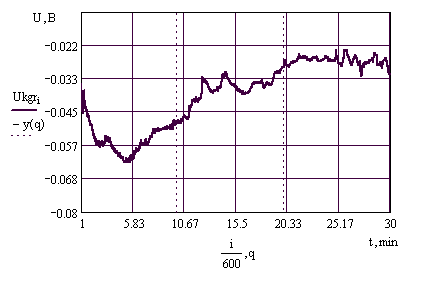 U, B
−0.022
−0.033
Ukgr i
−0.045
− y(q)
−0.057
−0.068
−0.08
1 5.83 10.67 15.5 20.33 25.17 30
i
600 ,q
t, min